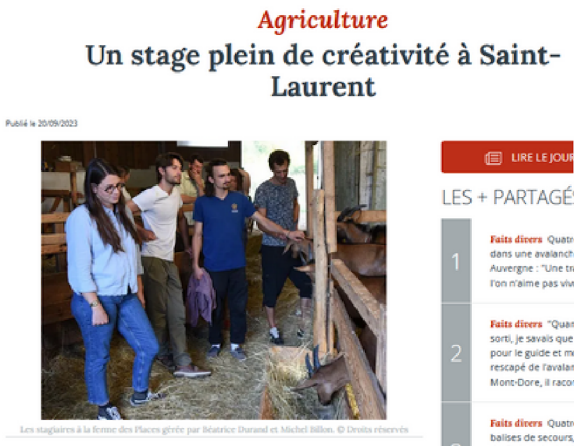 Agriculture
Un stage plein de créativité à Saint-
Laurent
Publié le 20/09/2023
LIRE LE JOUR
LES + PARTAGÉS
1
Faits divers Quatr
dans une avalanch
Auvergne : "Une tr
l'on n'aime pas viv
2
Faits divers "Quan
sorti, je savais que
pour le guide et m
rescapé de l'avalan
Mont-Dore, il racon
Faits divers Quatr
balises de secours
Les stagiaires à la ferme des Places gérée par Béatrice Durand et Michel Billon. © Droits réservés